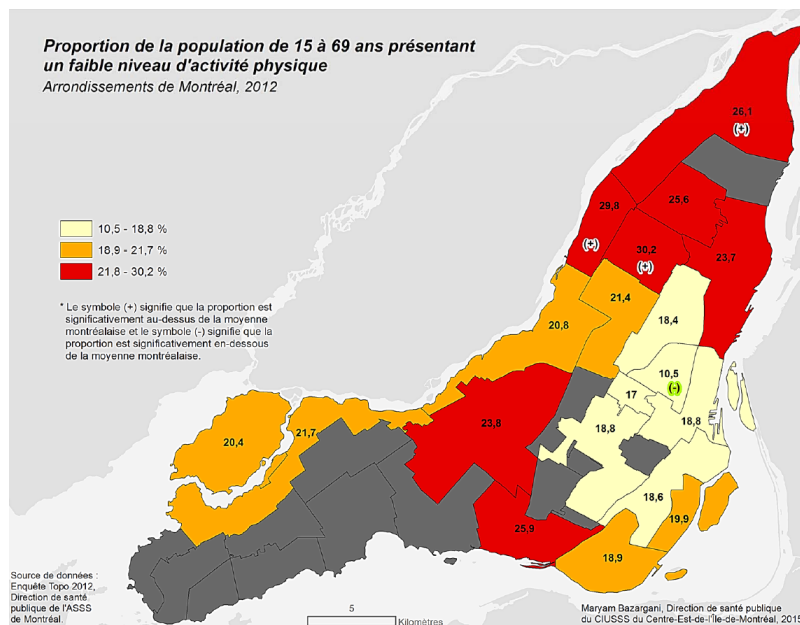 Proportion de la population de 15 à 69 ans présentant
un faible niveau d'activité physique
Arrondissements de Montréal, 2012
26,1
(+)
10,5 - 18,8 %
18,9 - 21,7 %
21,8 - 30,2 %
29,8
(+)
25,6
30,2
(+)
23,7
* Le symbole (+) signifie que la proportion est
significativement au-dessus de la moyenne
montréalaise et le symbole (-) signifie que la
proportion est significativement en-dessous
de la moyenne montréalaise.
21,4
20,8
18,4
10,5
(-)
17
23,8
18,8
18,8
20,4
21,7
18,6
19,9
25,9
18,9
Source de données :
Enquête Topo 2012,
Direction de santé
publique de l'ASSS
de Montréal.
5
Kilomètres
Maryam Bazargani, Direction de santé publique
du CIUSSS du Centre-Est-de-l'Île-de-Montréal, 2015